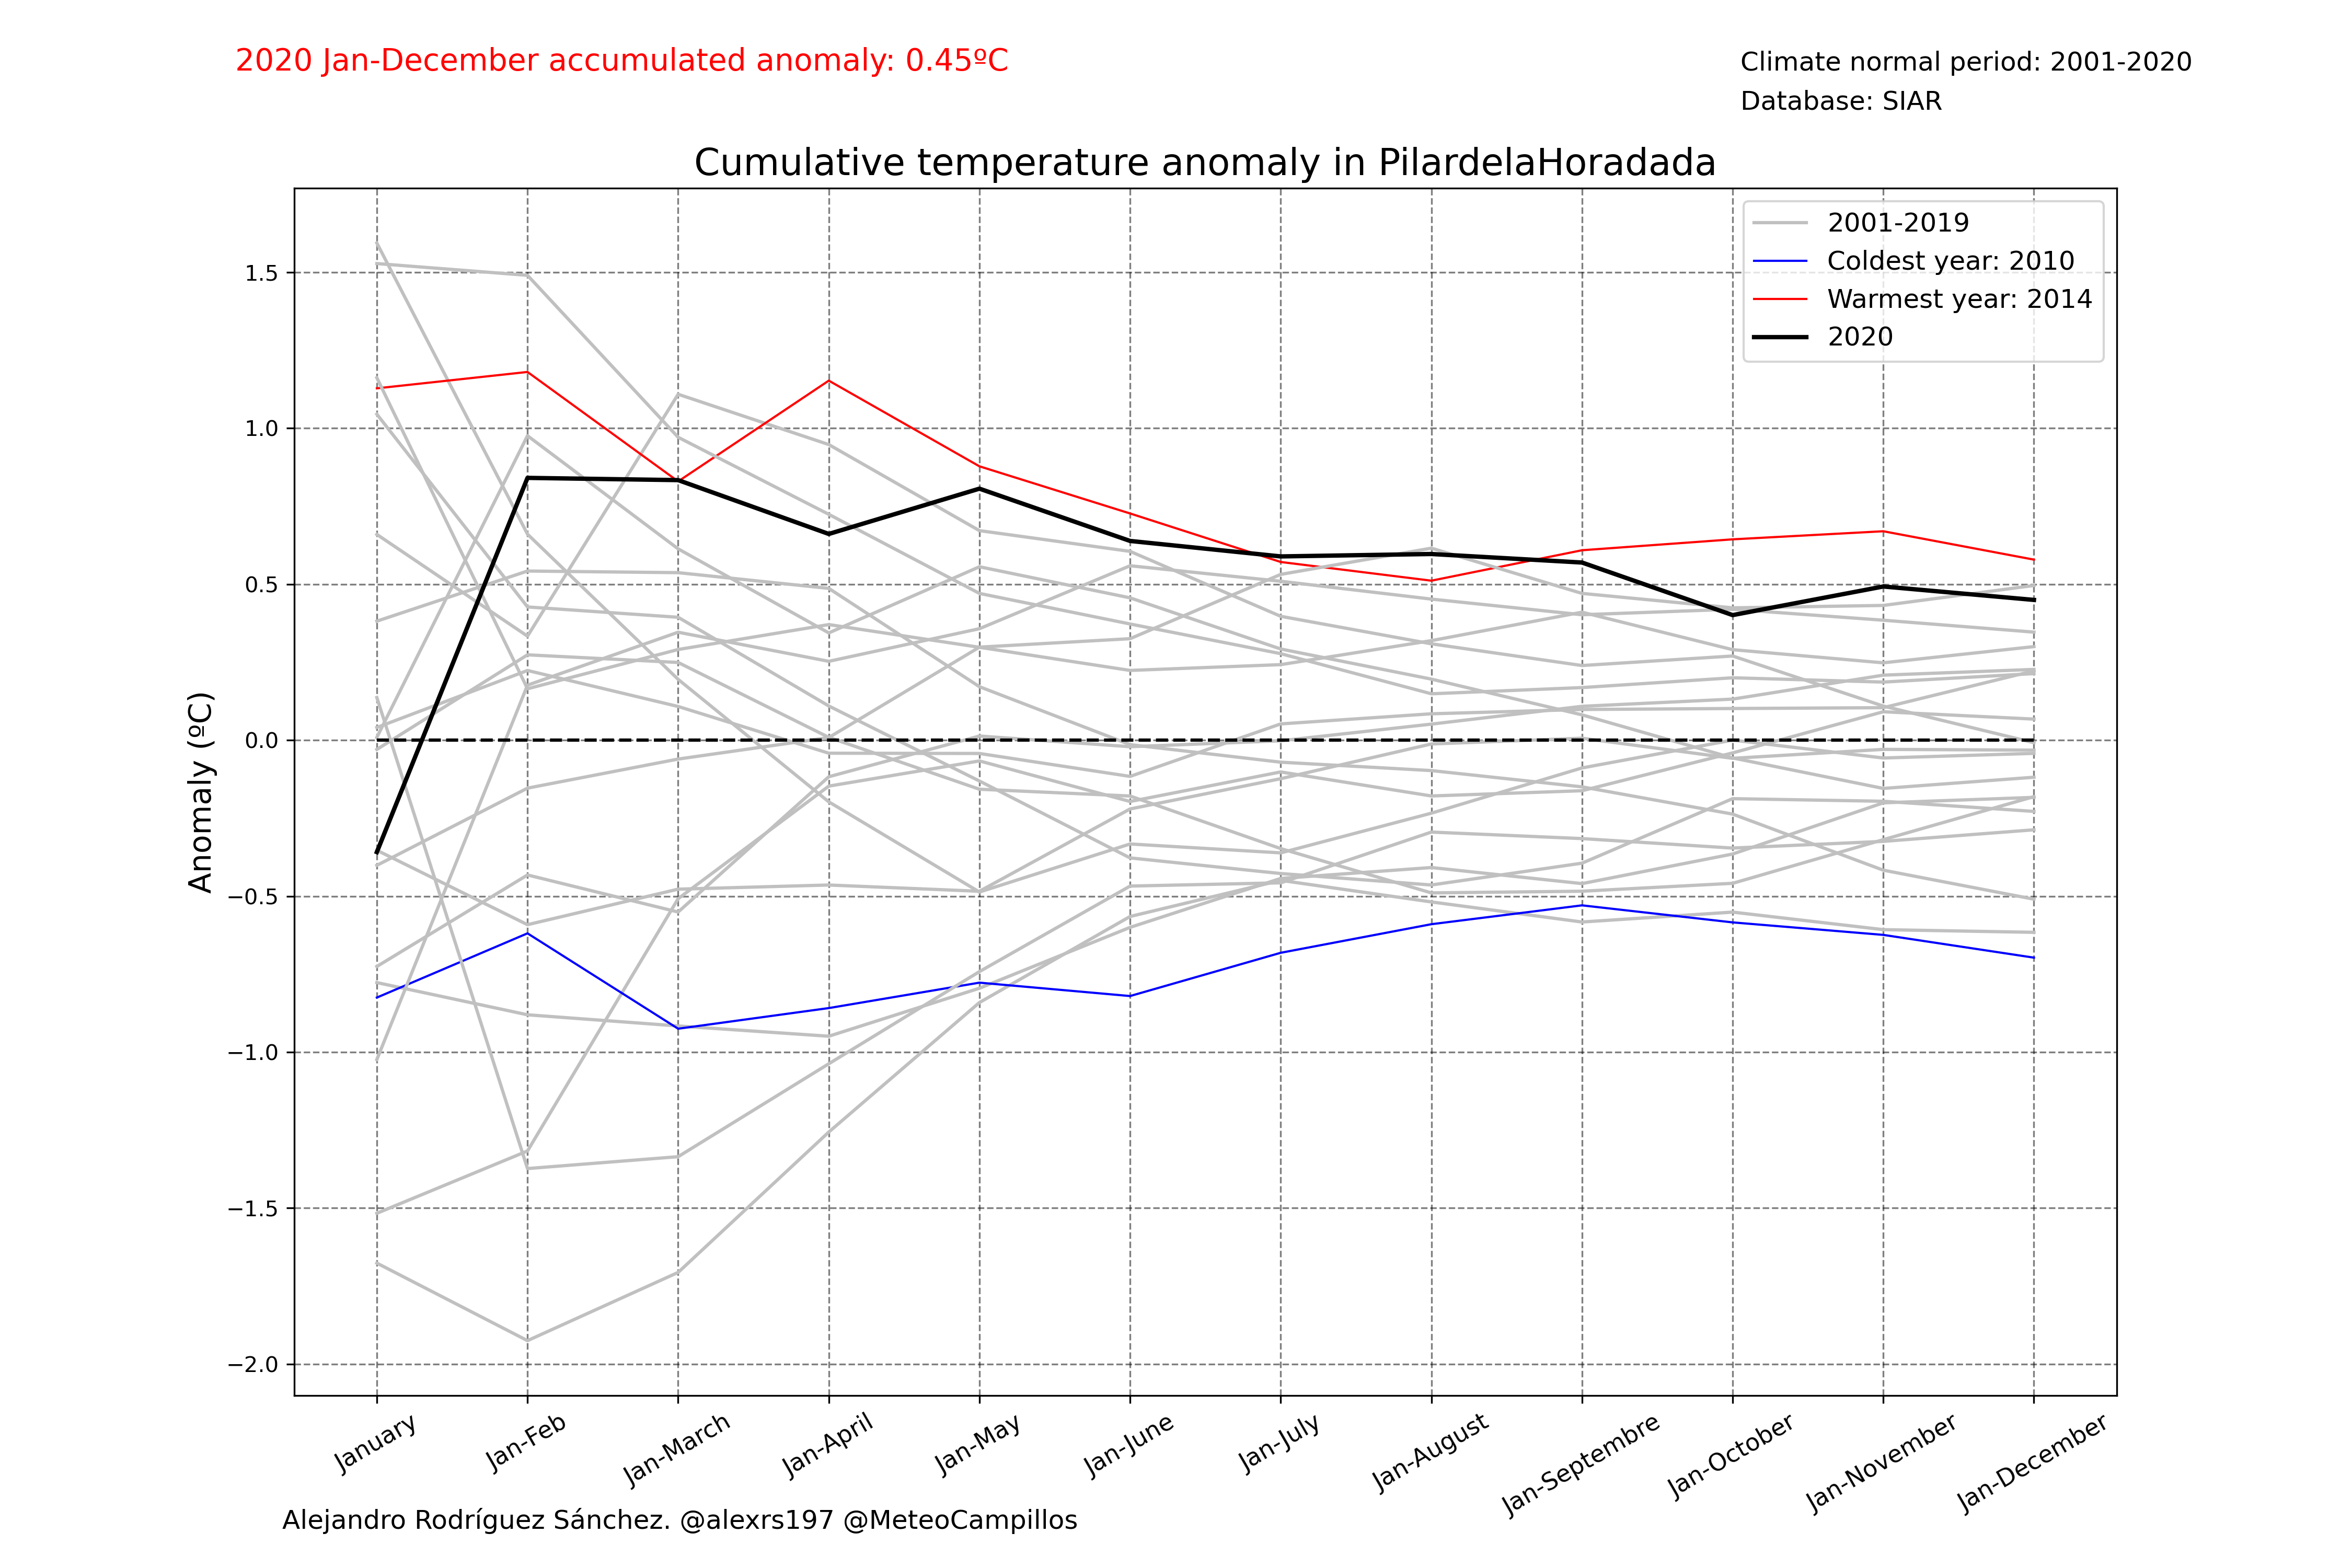 2020 Jan-December accumulated anomaly: 0.45ºC
Climate normal period: 2001-2020
Database: SIAR
Cumulative temperature anomaly in PilardelaHoradada
2001-2019
Coldest year: 2010
Warmest year: 2014
2020
Anomaly (ºC)
1.5
1.0
0.5
0.0
−0.5
−1.0
−1.5
−2.0
January
Jan-Feb
Jan-March
Jan-April
Jan-May
Jan-June
Jan-July
Jan-August
Jan-Septembre
Jan-October
Jan-November
Jan-December
Alejandro Rodríguez Sánchez. @alexrs197 @MeteoCampillos